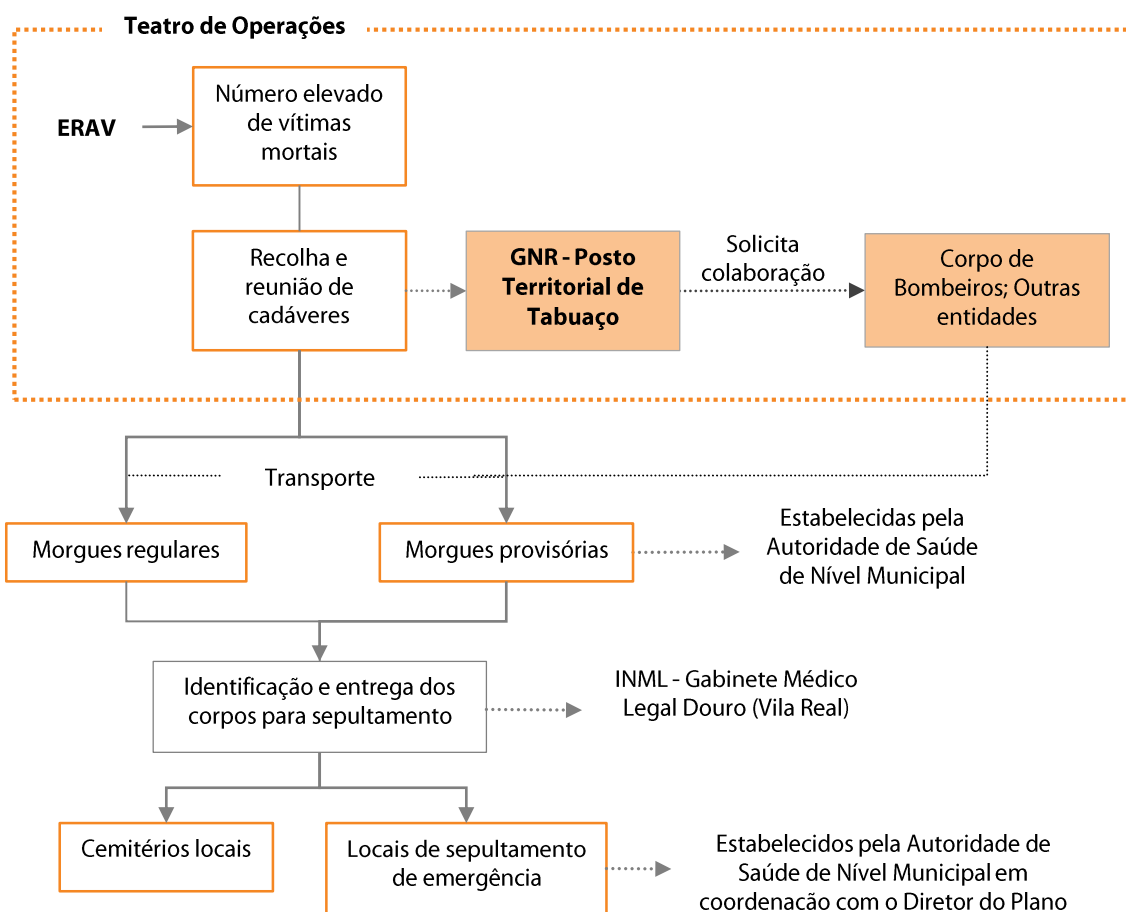 Teatro de Operações
Número elevado
de vítimas
mortais
ERAV
Recolha e
reunião de
cadáveres
GNR - Posto
Territorial de
Tabuaço
Solicita
colaboração
Corpo de
Bombeiros; Outras
entidades
Transporte
Morgues regulares
Morgues provisórias
Estabelecidas pela
Autoridade de Saúde
de Nível Municipal
Identificação e entrega dos
corpos para sepultamento
INML - Gabinete Médico
Legal Douro (Vila Real)
Cemitérios locais
Locais de sepultamento
de emergência
Estabelecidos pela Autoridade de
Saúde de Nível Municipal em
coordenação com o Diretor do Plano